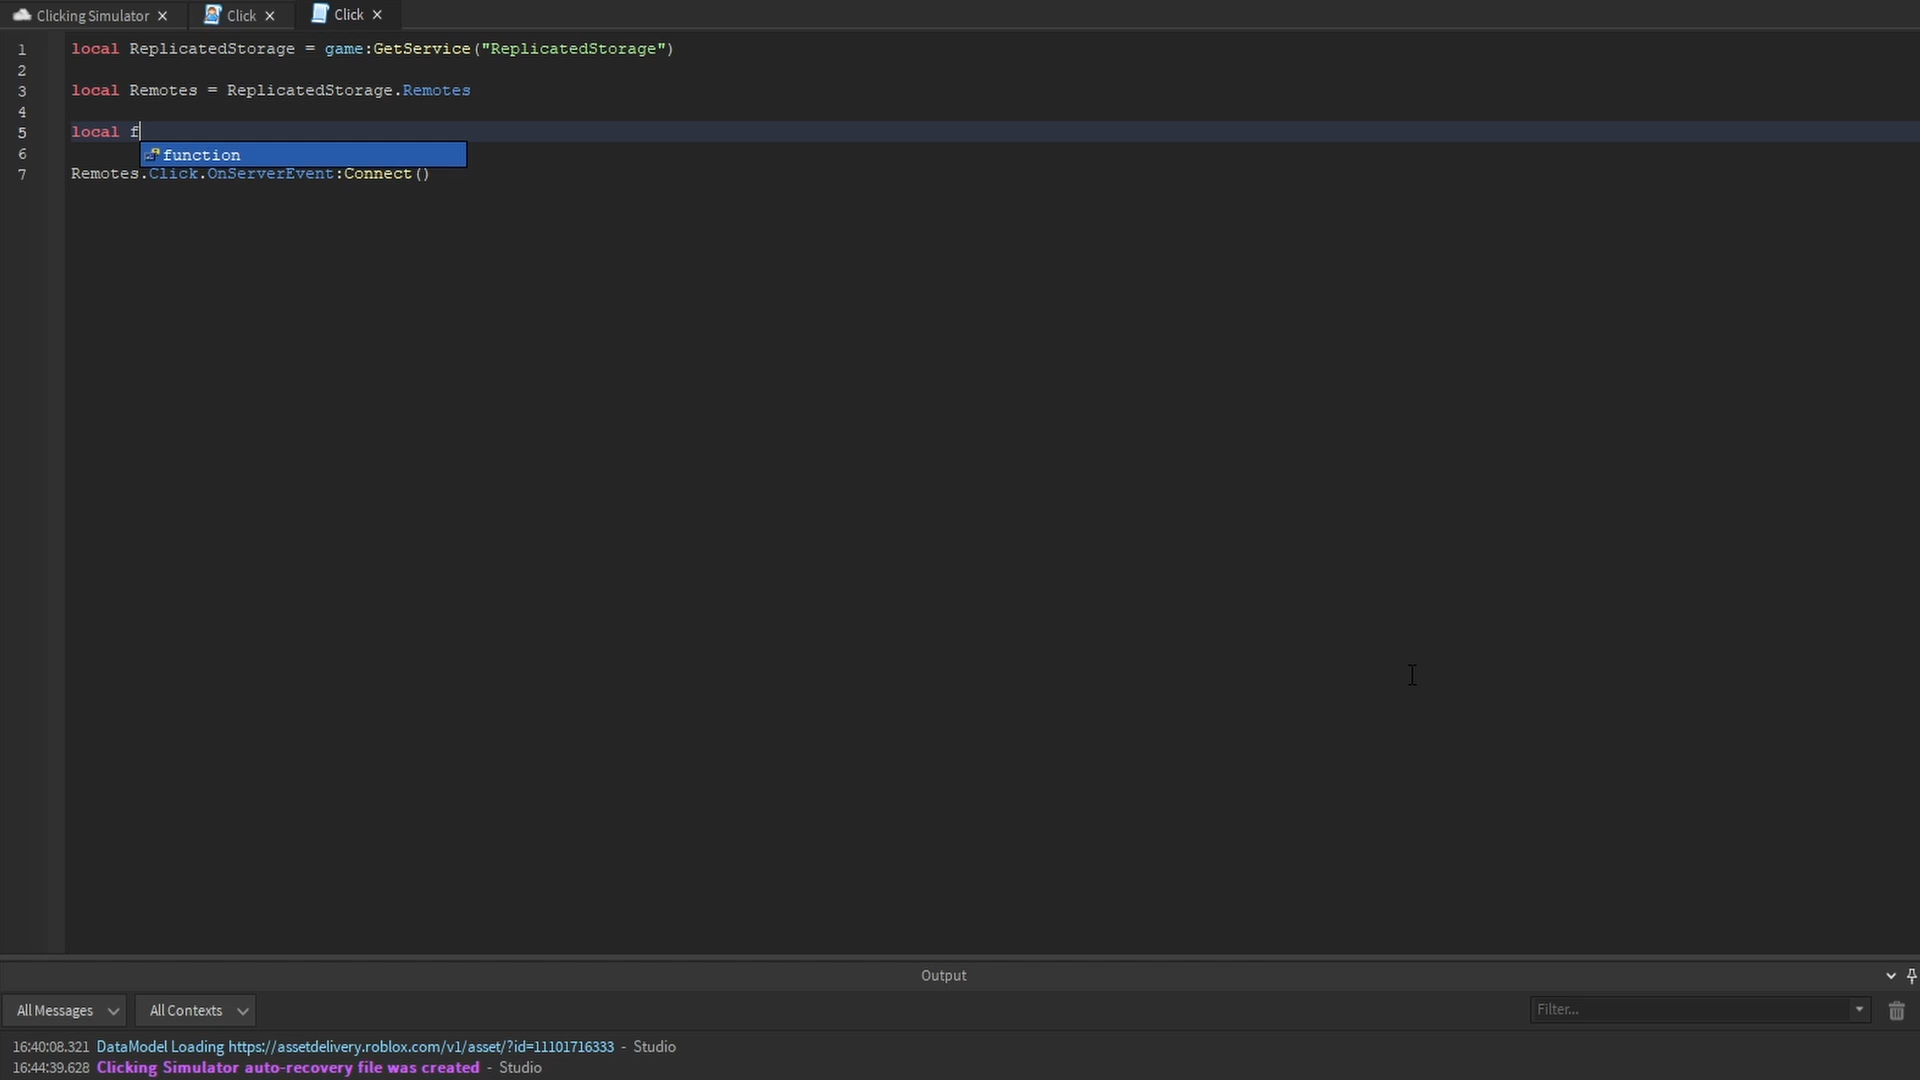 Clicking Simulator
Click
Click
1 local ReplicatedStorage = game:GetService("ReplicatedStorage")
2
3 local Remotes = ReplicatedStorage.Remotes
4
5 local f
6 function
7 Remotes.Click.OnServerEvent:Connect()
Output
All Messages
All Contexts
Filter...
16:40:08.321 DataModel Loading https://assetdelivery.roblox.com/v1/asset/?id=11101716333 - Studio
16:44:39.628 Clicking Simulator auto-recovery file was created - Studio